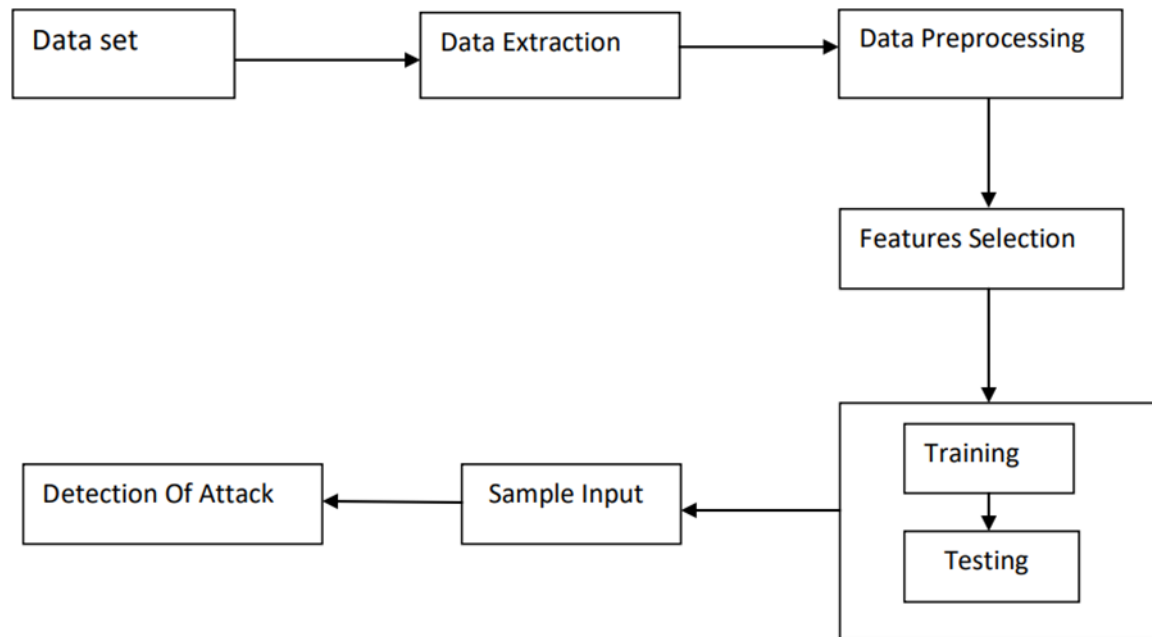 Data set
Data Extraction
Data Preprocessing
Features Selection
Training
Testing
Sample Input
Detection Of Attack